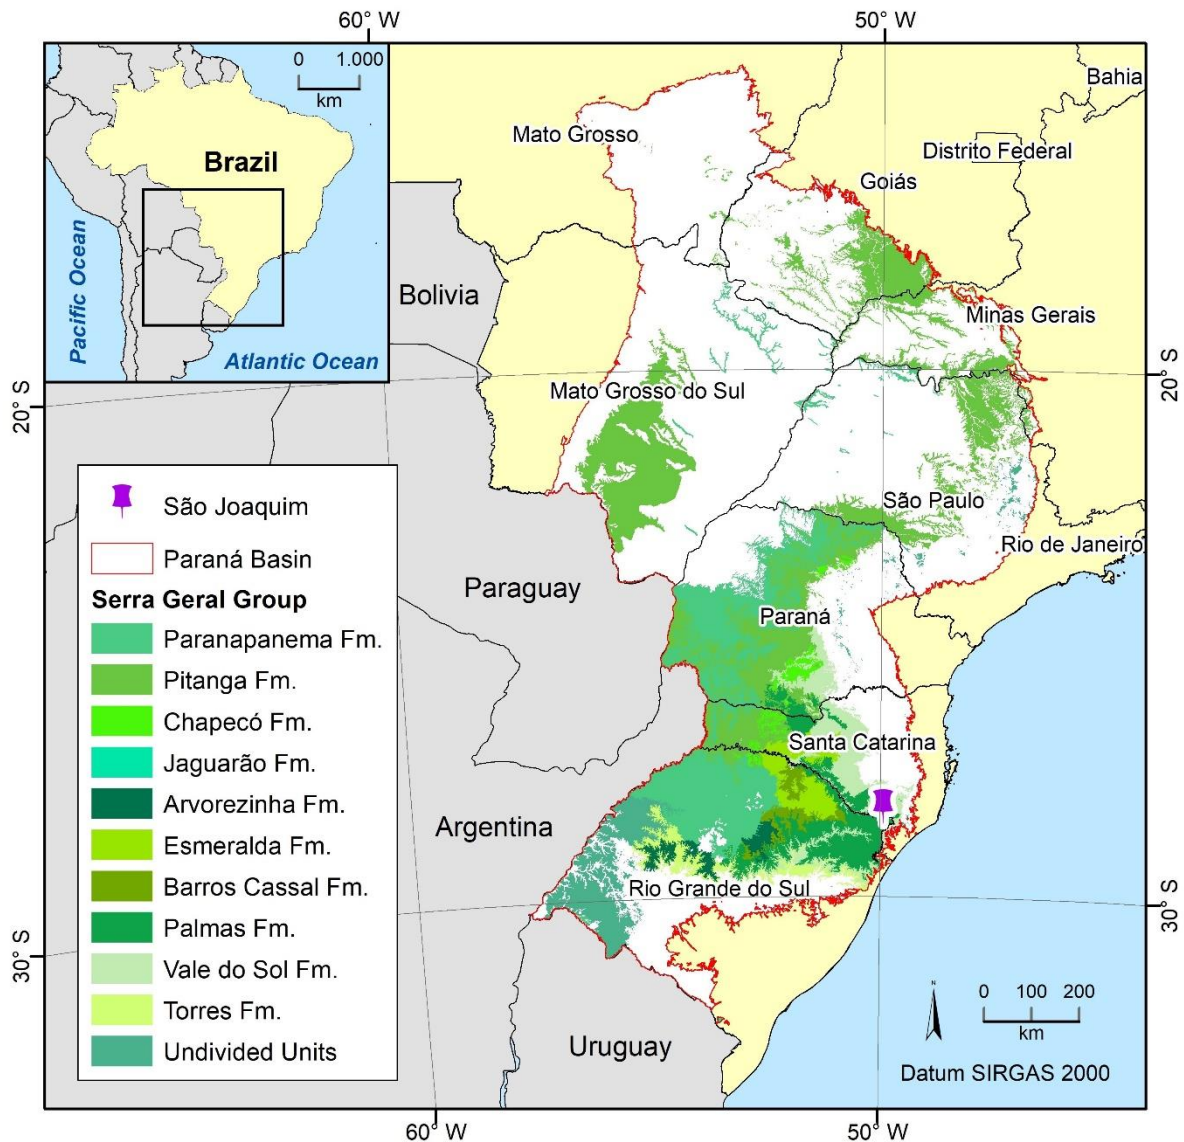 60° W
50° W
0 1.000
km
Brazil
Pacific Ocean
Atlantic Ocean
Bahia
Mato Grosso
Distrito Federal
Goiás
Bolivia
Minas Gerais
20° S
20° S
Mato Grosso do Sul
São Paulo
Rio de Janeiro
Paraguay
Paraná
Santa Catarina
Argentina
Rio Grande do Sul
30° S
30° S
Uruguay
São Joaquim
Paraná Basin
Serra Geral Group
Paranapanema Fm.
Pitanga Fm.
Chapecó Fm.
Jaguarão Fm.
Arvorezinha Fm.
Esmeralda Fm.
Barros Cassal Fm.
Palmas Fm.
Vale do Sol Fm.
Torres Fm.
Undivided Units
N
0 100 200
km
Datum SIRGAS 2000
60° W
50° W